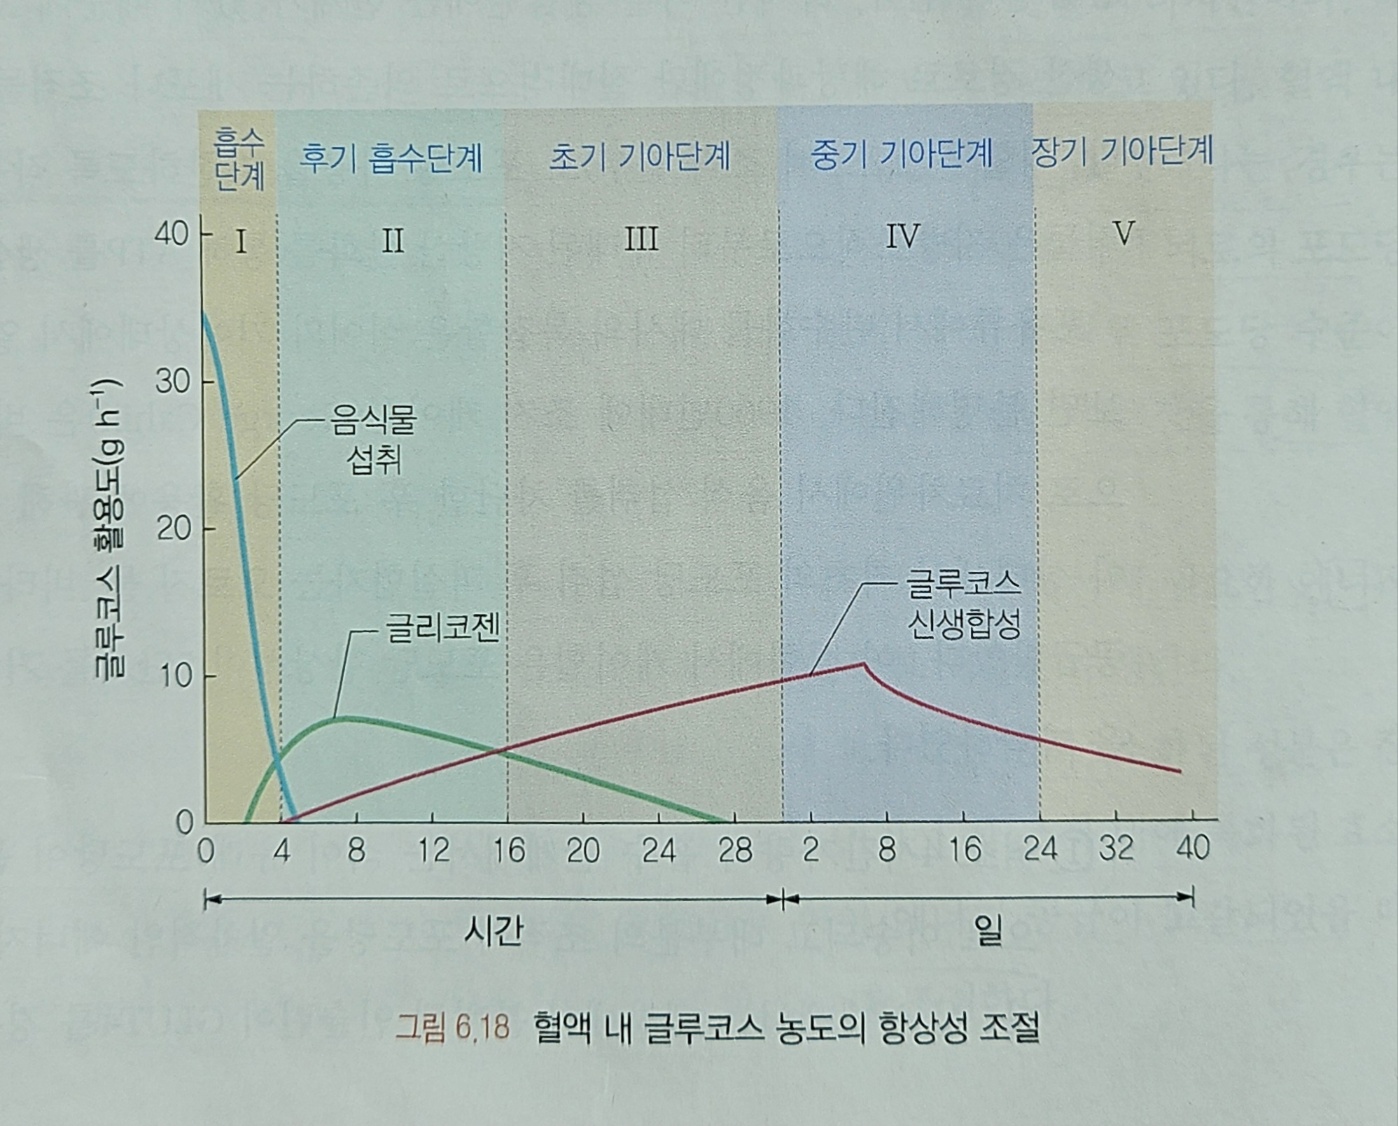 흡수
단계
후기 흡수단계
초기 기아단계
중기 기아단계
장기 기아단계
I
II
III
IV
V
글루코스 활용도(g h⁻¹)
40
30
20
10
0
음식물
섭취
글리코젠
글루코스
신생합성
0 4 8 12 16 20 24 28 2 8 16 24 32 40
시간
일
그림 6.18 혈액 내 글루코스 농도의 항상성 조절